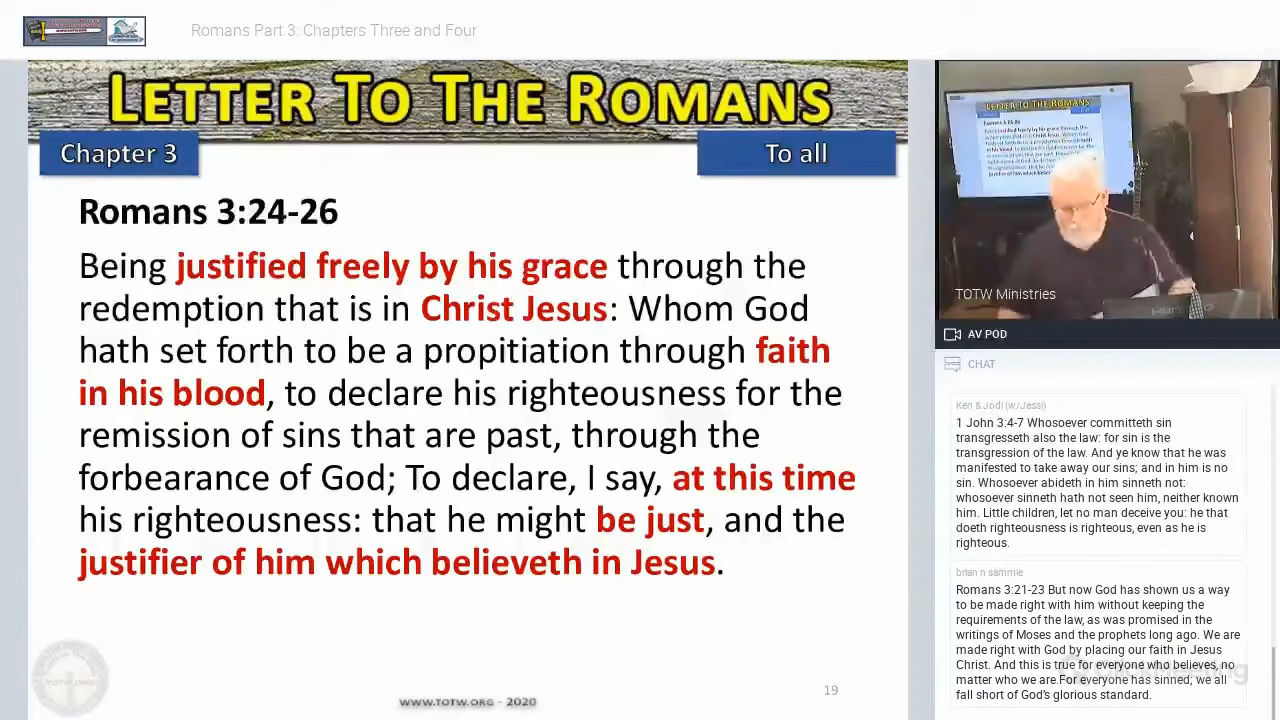 Romans Part 3: Chapters Three and Four
LETTER TO THE ROMANS
Chapter 3
To all
Romans 3:24-26
Being justified freely by his grace through the
redemption that is in Christ Jesus: Whom God
hath set forth to be a propitiation through faith
in his blood, to declare his righteousness for the
remission of sins that are past, through the
forbearance of God; To declare, I say, at this time
his righteousness: that he might be just, and the
justifier of him which believeth in Jesus.
WWW.TOTW.ORG - 2020
19
LETTER TO THE ROMANS
TOTW Ministries
AV POD
CHAT
Ken & Jodi (w/Jessi)
1 John 3:4-7 Whosoever committeth sin
transgresseth also the law: for sin is the
transgression of the law. And ye know that he was
manifested to take away our sins; and in him is no
sin. Whosoever abideth in him sinneth not:
whosoever sinneth hath not seen him, neither known
him. Little children, let no man deceive you: he that
doeth righteousness is righteous, even as he is
righteous.
brian n sammie
Romans 3:21-23 But now God has shown us a way
to be made right with him without keeping the
requirements of the law, as was promised in the
writings of Moses and the prophets long ago. We are
made right with God by placing our faith in Jesus
Christ. And this is true for everyone who believes, no
matter who we are.For everyone has sinned; we all
fall short of God's glorious standard.